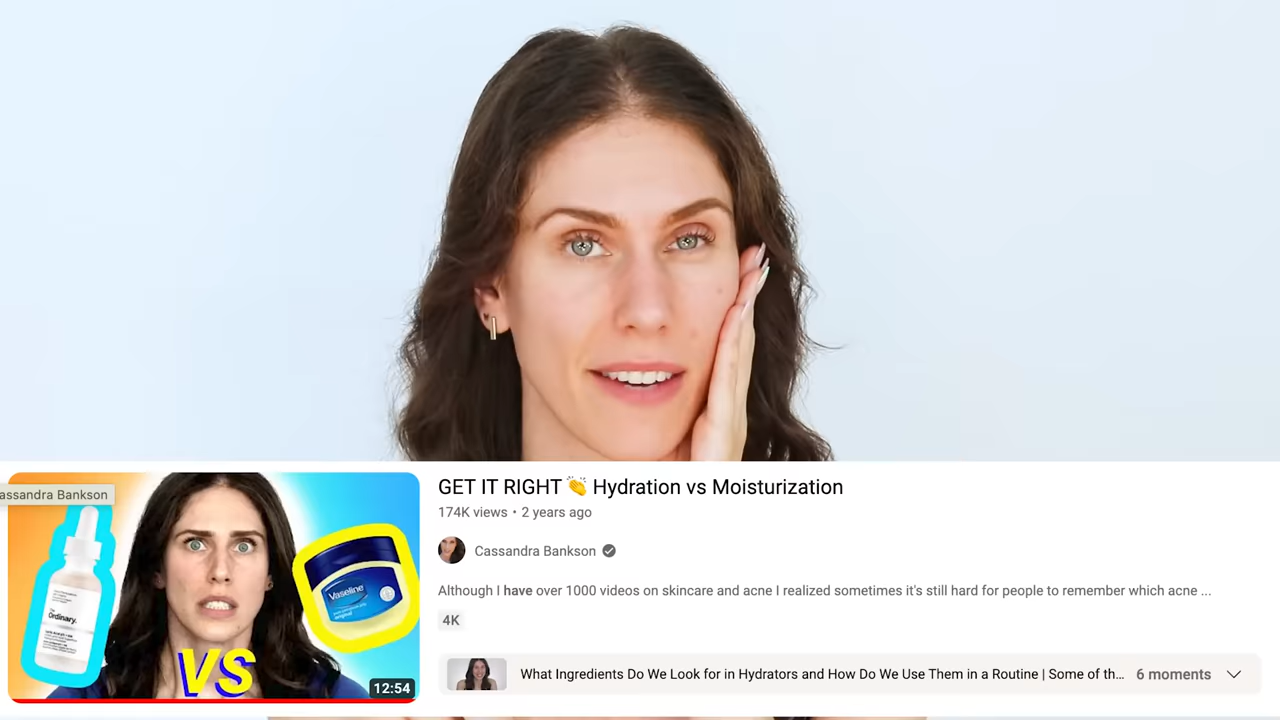 assandra Bankson
The
Ordinary.
Vaseline
original
VS
12:54
GET IT RIGHT 👏 Hydration vs Moisturization
174K views • 2 years ago
Cassandra Bankson
Although I have over 1000 videos on skincare and acne I realized sometimes it's still hard for people to remember which acne ...
4K
What Ingredients Do We Look for in Hydrators and How Do We Use Them in a Routine | Some of th...
6 moments